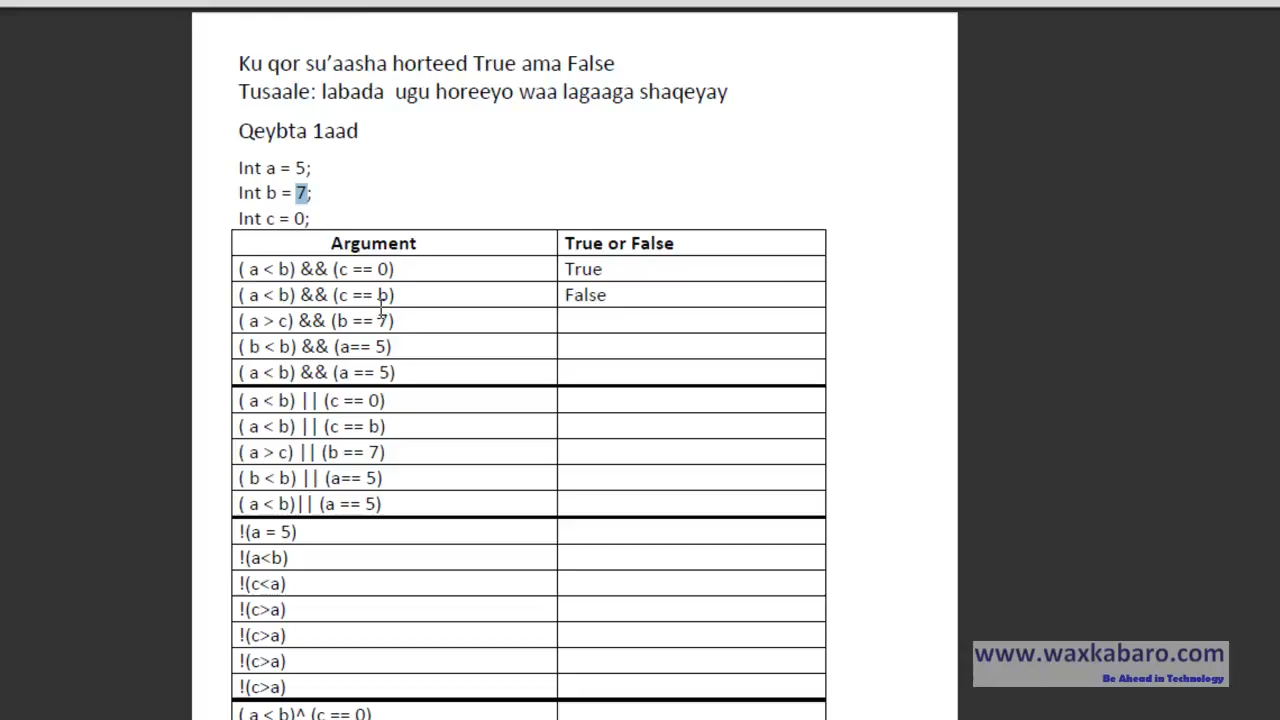 Ku qor su’aasha horteed True ama False
Tusaale: labada ugu horeeyo waa lagaaga shaqeyay
Qeybta 1aad
Int a = 5;
Int b = 7;
Int c = 0;
Argument True or False
( a < b) && (c == 0) True
( a < b) && (c == b) False
( a > c) && (b == 7)
( b < b) && (a== 5)
( a < b) && (a == 5)
( a < b) || (c == 0)
( a < b) || (c == b)
( a > c) || (b == 7)
( b < b) || (a== 5)
( a < b)|| (a == 5)
!(a = 5)
!(a<b)
!(c<a)
!(c>a)
!(c>a)
!(c>a)
!(c>a)
( a < b)^ (c == 0)
www.waxkabaro.com
Be Ahead in Technology